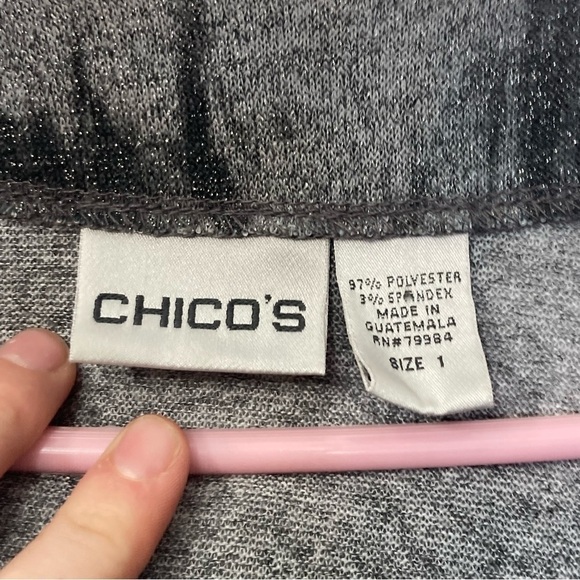 CHICO'S
97% POLYESTER
3% SPANDEX
MADE IN
GUATEMALA
RN#79984
SIZE 1